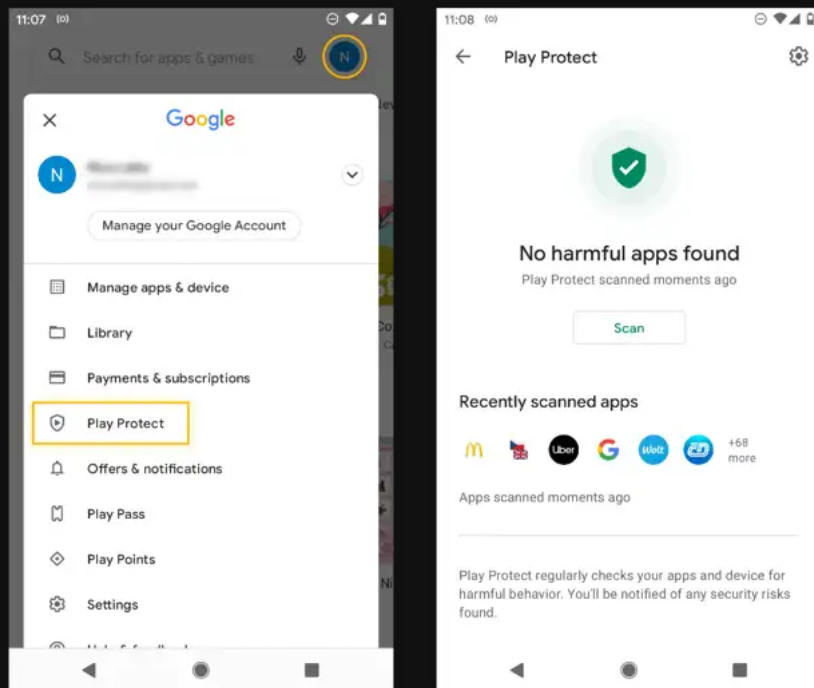 11:07
Search for apps & games
N
Google
N
Manage your Google Account
Manage apps & device
Library
Payments & subscriptions
Play Protect
Offers & notifications
Play Pass
Play Points
Settings
11:08
Play Protect
No harmful apps found
Play Protect scanned moments ago
Scan
Recently scanned apps
Uber
G
Wolt
+68
more
Apps scanned moments ago
Play Protect regularly checks your apps and device for
harmful behavior. You'll be notified of any security risks
found.